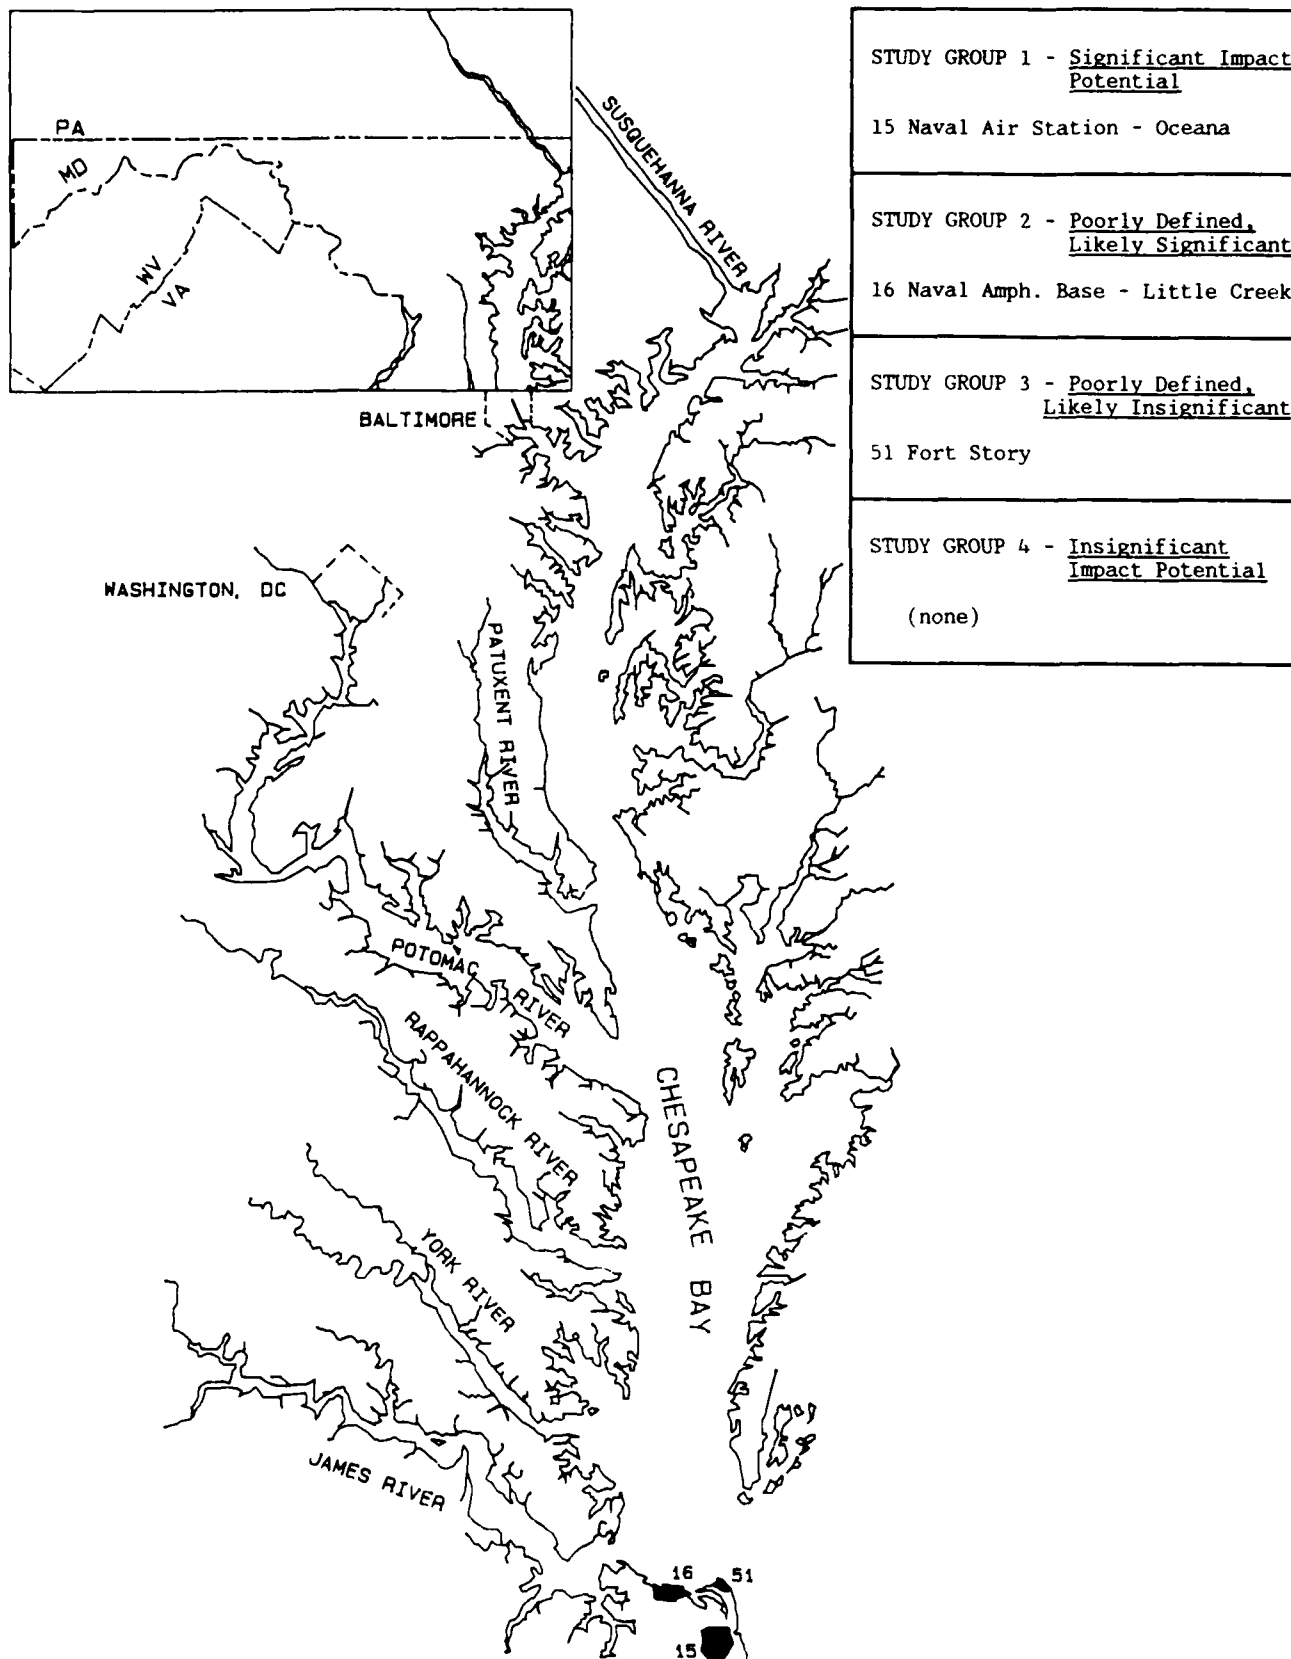 PA
MD
WV
VA
SUSQUEHANNA RIVER
BALTIMORE
WASHINGTON, DC
PATUXENT RIVER
POTOMAC RIVER
RAPPAHANNOCK RIVER
CHESAPEAKE BAY
YORK RIVER
JAMES RIVER
16
51
15
STUDY GROUP 1 - Significant Impact
Potential
15 Naval Air Station - Oceana
STUDY GROUP 2 - Poorly Defined,
Likely Significant
16 Naval Amph. Base - Little Creek
STUDY GROUP 3 - Poorly Defined,
Likely Insignificant
51 Fort Story
STUDY GROUP 4 - Insignificant
Impact Potential
(none)